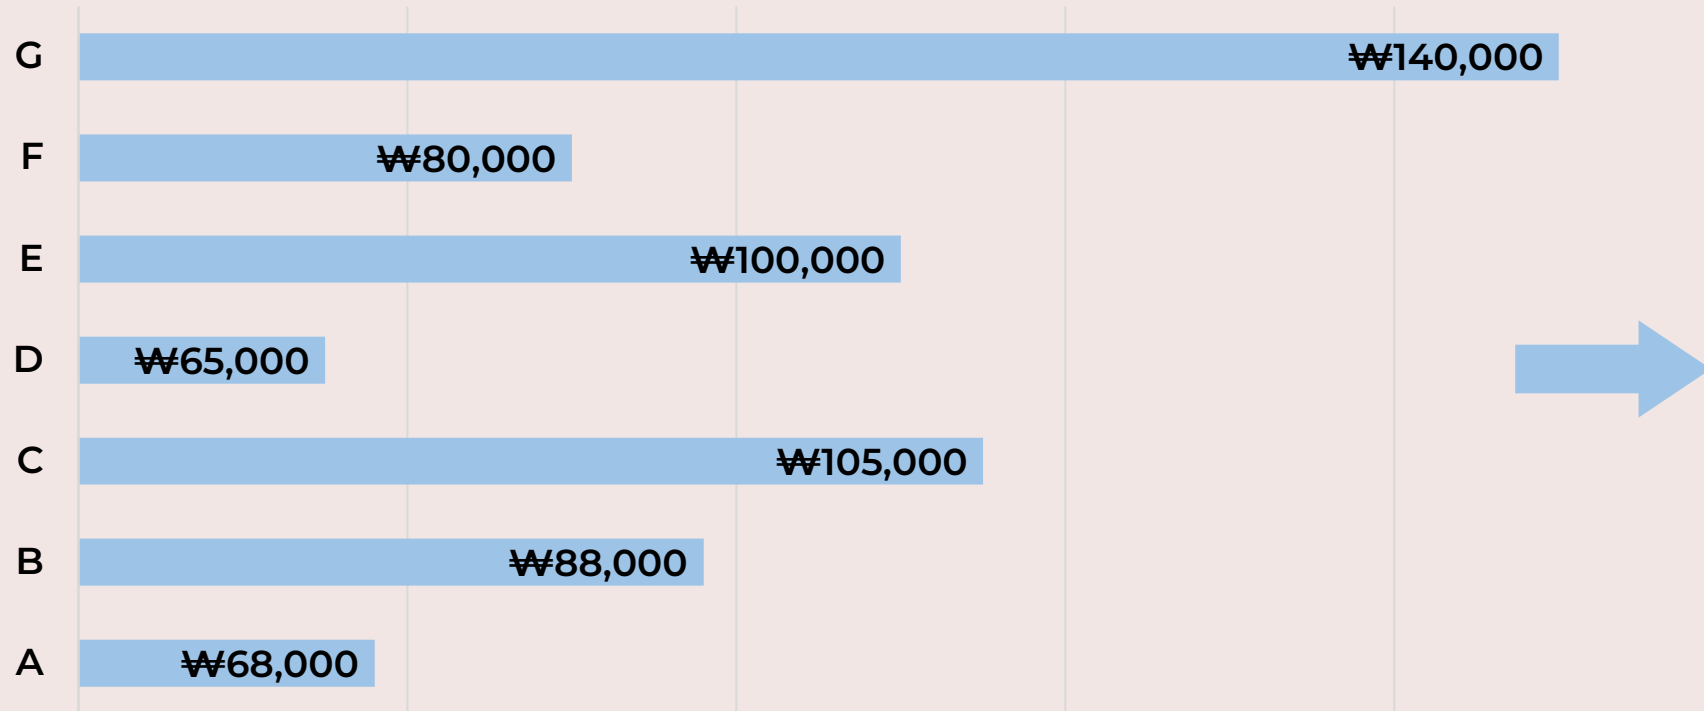 G ₩140,000
F ₩80,000
E ₩100,000
D ₩65,000
C ₩105,000
B ₩88,000
A ₩68,000